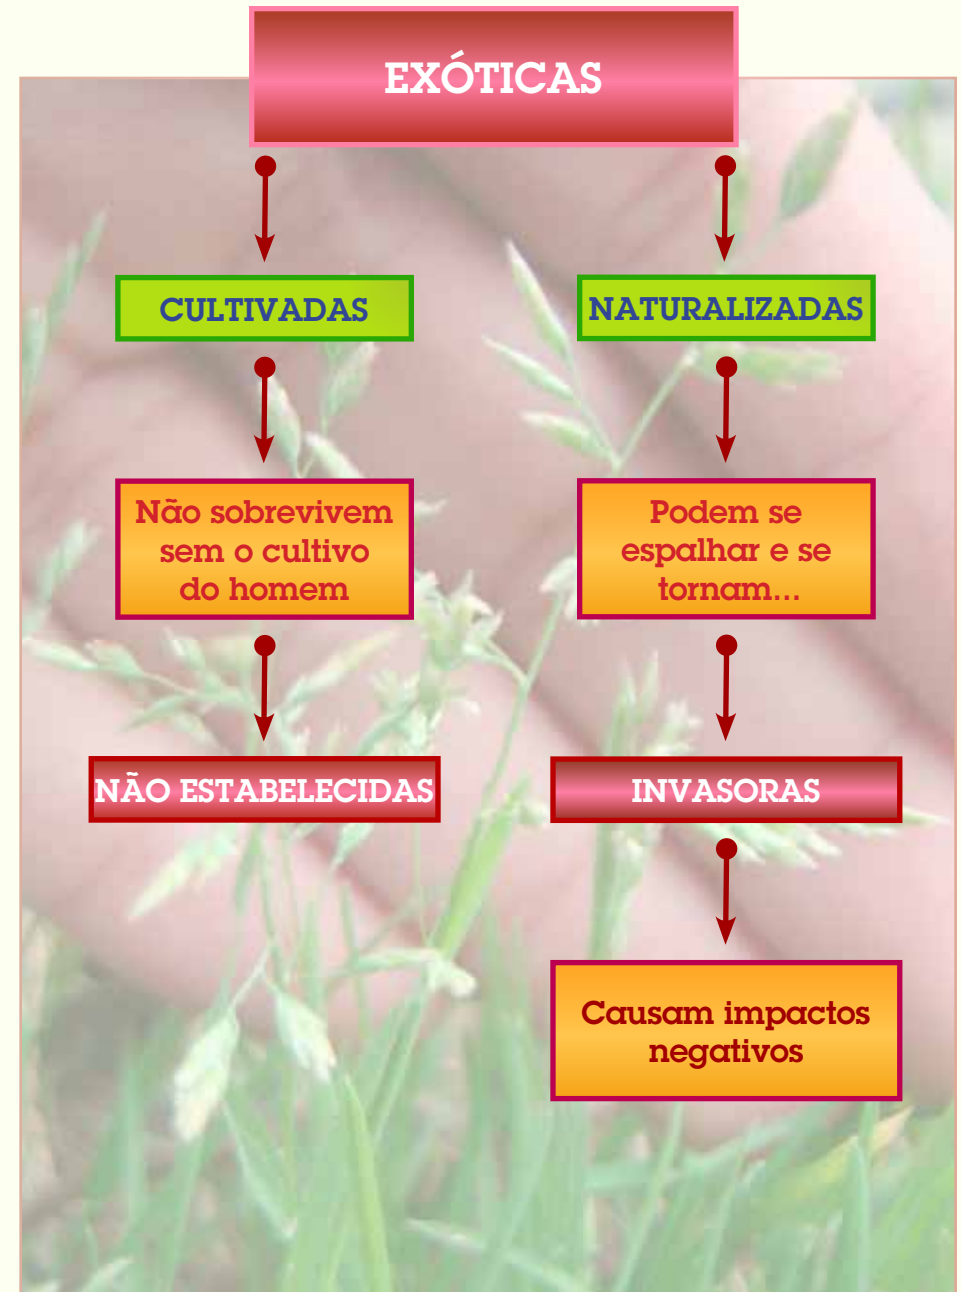 EXÓTICAS
CULTIVADAS
NATURALIZADAS
Não sobrevivem
sem o cultivo
do homem
Podem se
espalhar e se
tornam...
NÃO ESTABELECIDAS
INVASORAS
Causam impactos
negativos